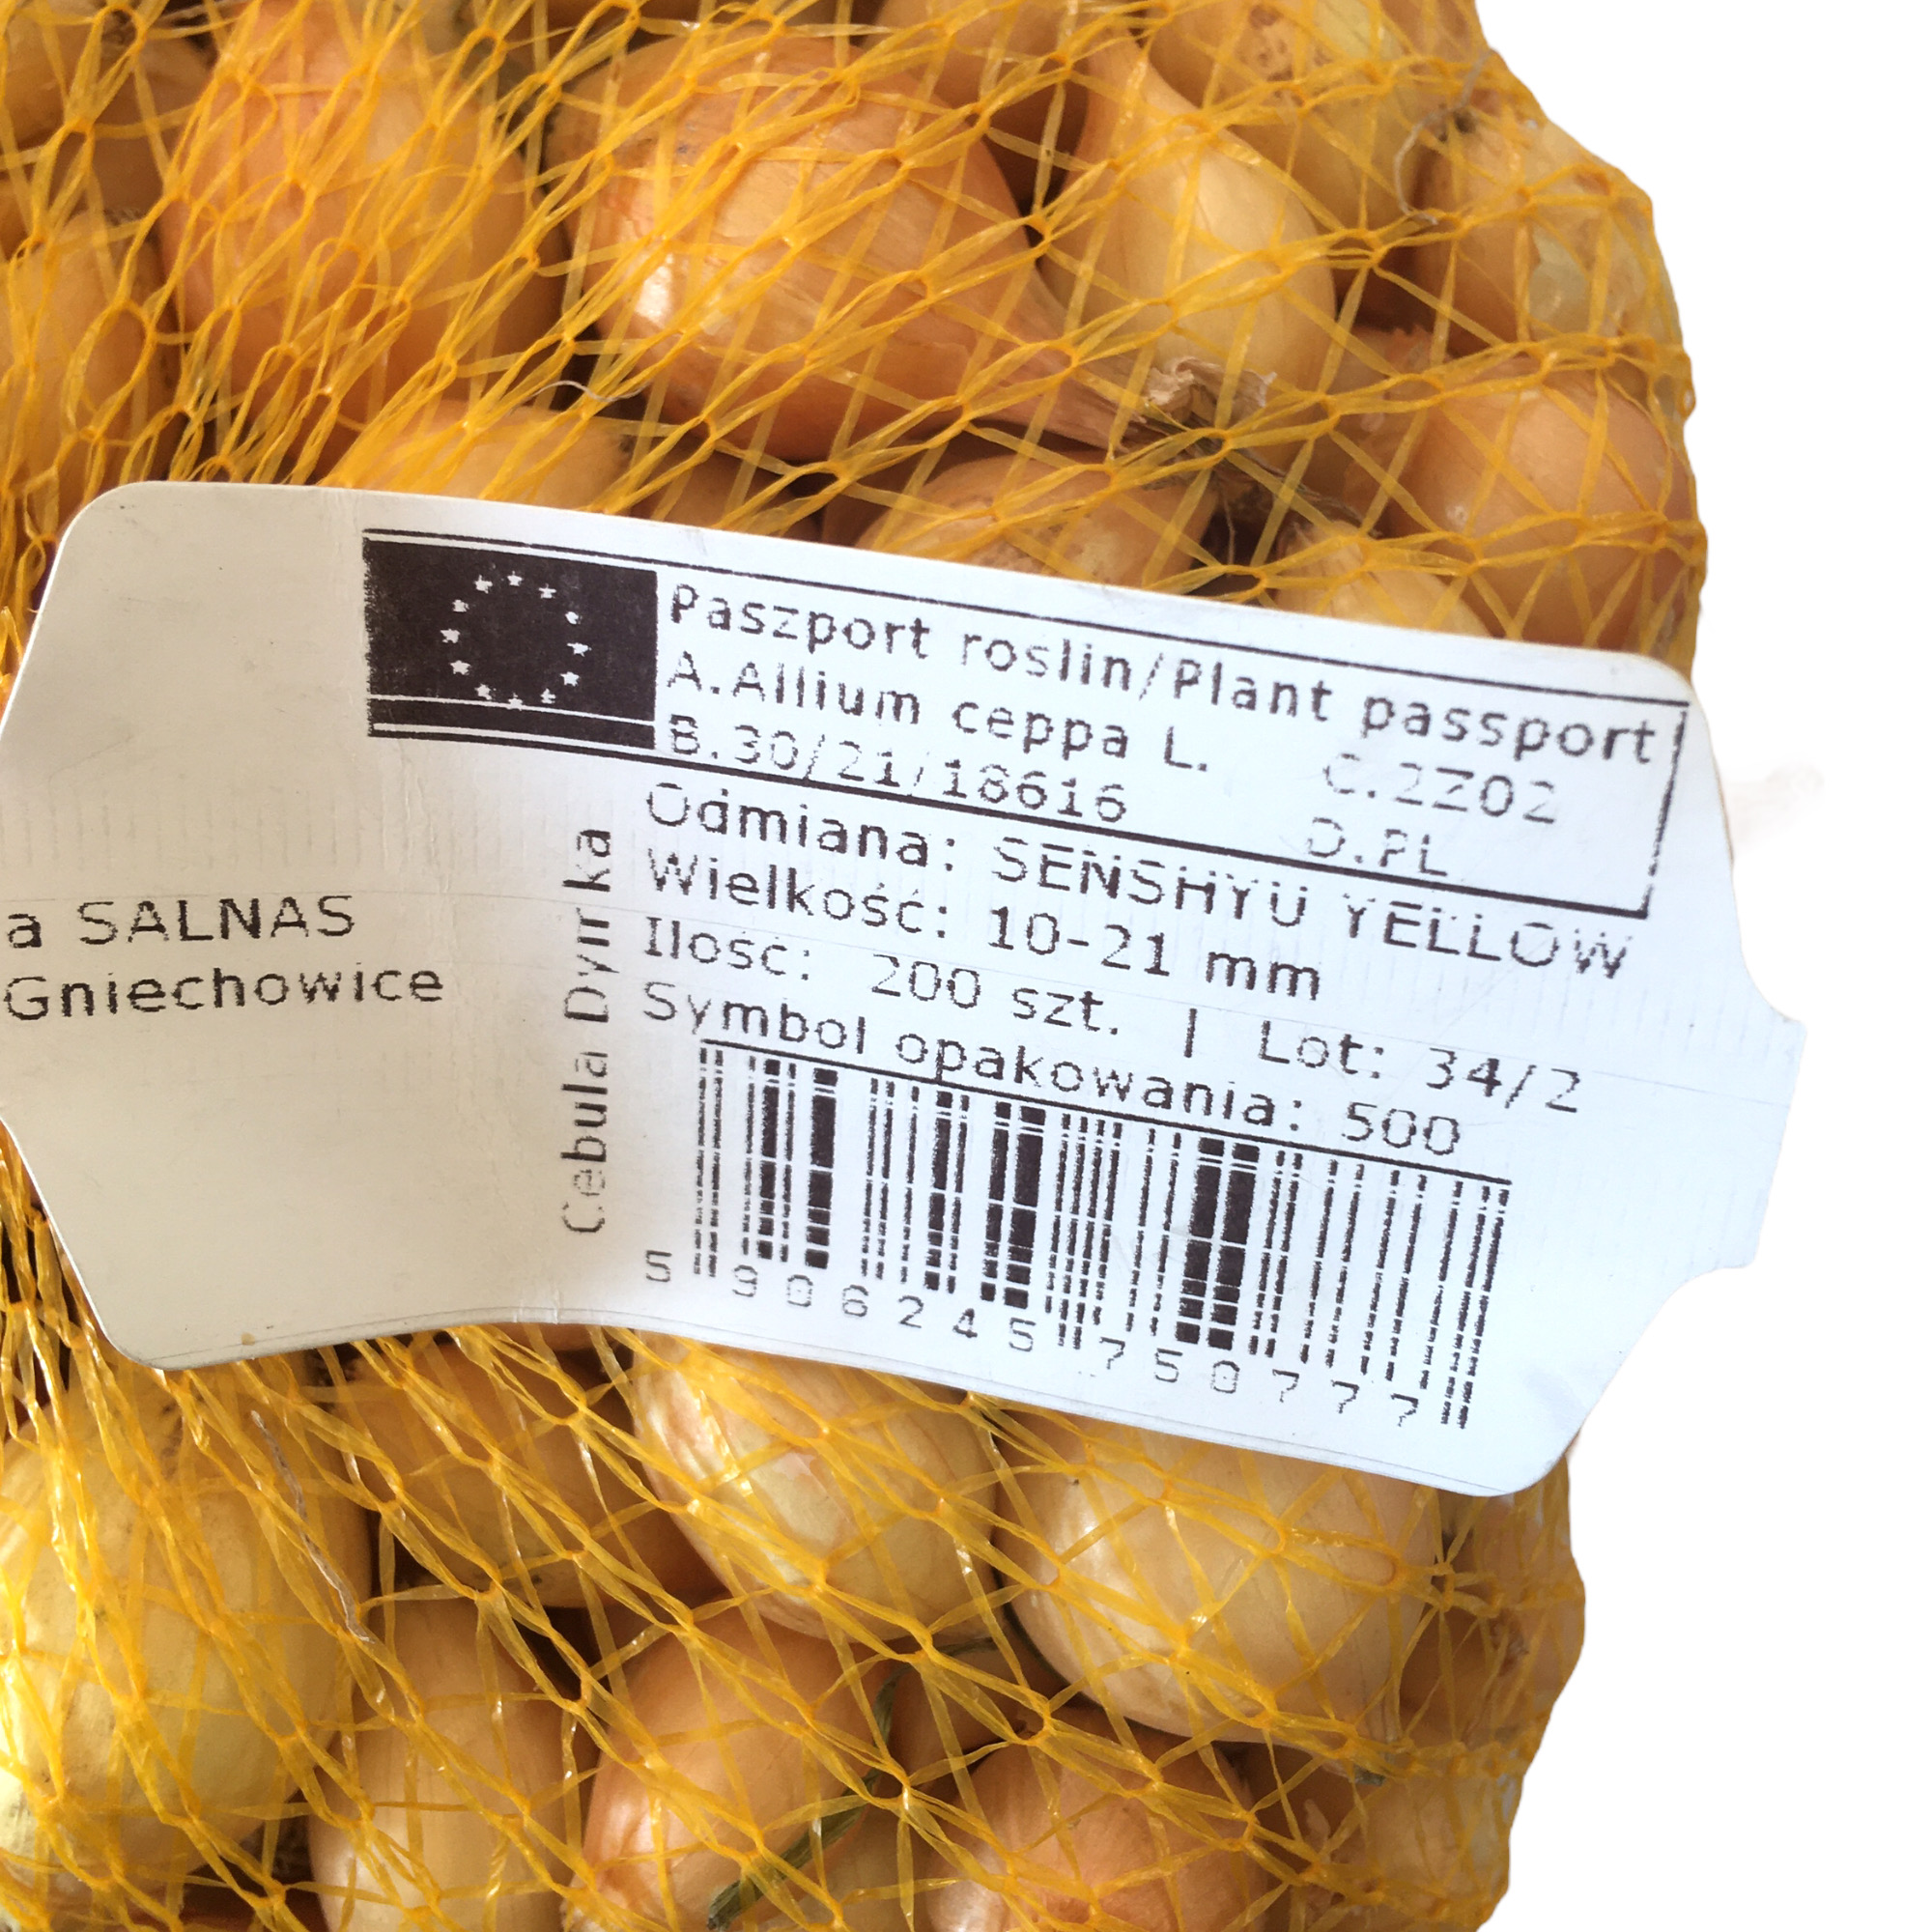 Paszport roslin/Plant passport
A.Allium ceppa L. C.2Z02
B.30/21/18616 D.PL
Odmiana: SENSHYU YELLOW
Wielkość: 10-21 mm
Ilość: 200 szt. | Lot: 34/2
Symbol opakowania: 500
5 906245 750777
Cebula Dymka
a SALNAS
Gniechowice